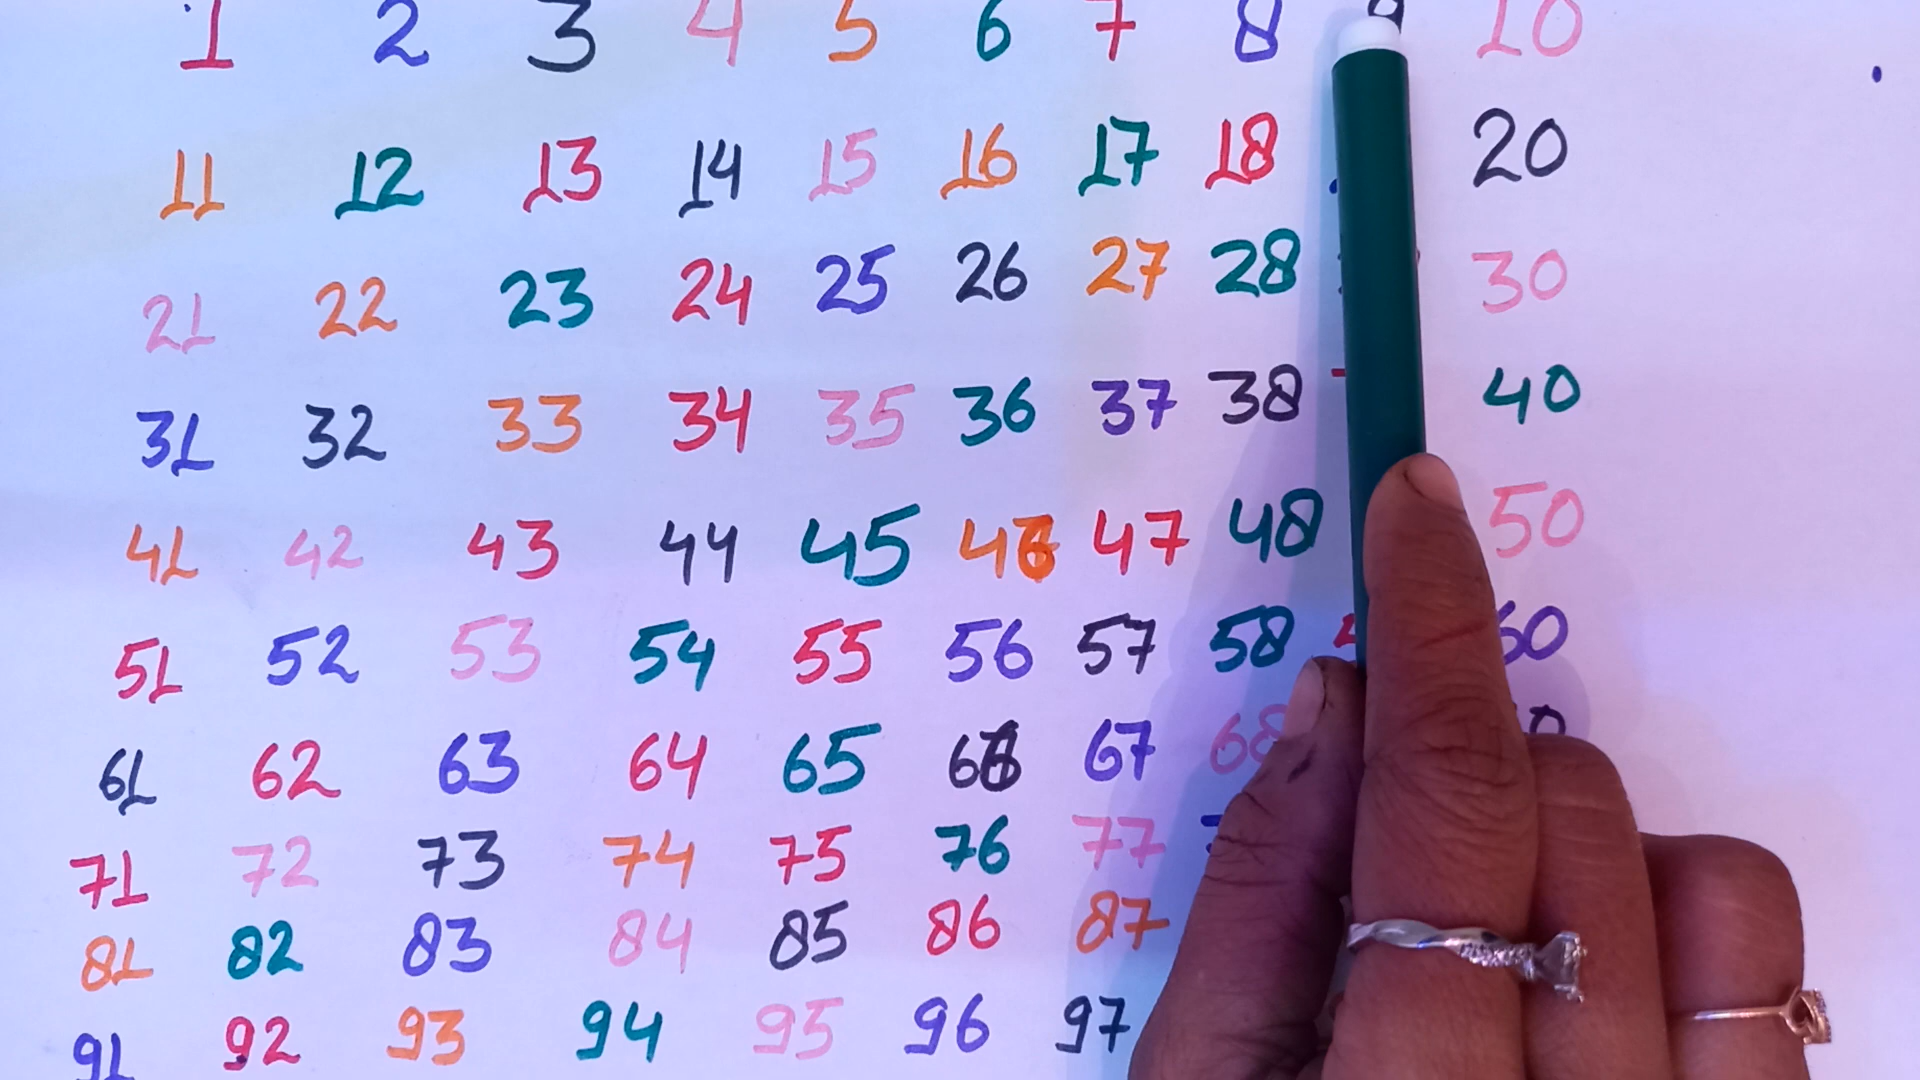 1 2 3 4 5 6 7 8 9 10
11 12 13 14 15 16 17 18 20
21 22 23 24 25 26 27 28 30
31 32 33 34 35 36 37 38 40
41 42 43 44 45 46 47 48 50
51 52 53 54 55 56 57 58 60
61 62 63 64 65 66 67 68
71 72 73 74 75 76 77
81 82 83 84 85 86 87
91 92 93 94 95 96 97